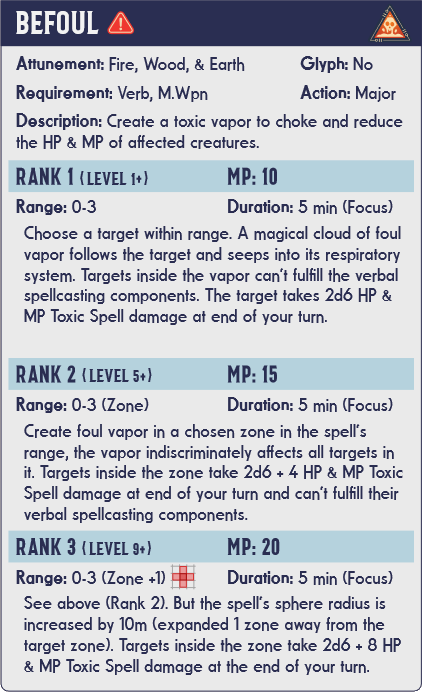 BEFOUL
Attunement: Fire, Wood, & Earth Glyph: No
Requirement: Verb, M.Wpn Action: Major
Description: Create a toxic vapor to choke and reduce
the HP & MP of affected creatures.
RANK 1 (LEVEL 1+) MP: 10
Range: 0-3 Duration: 5 min (Focus)
Choose a target within range. A magical cloud of foul
vapor follows the target and seeps into its respiratory
system. Targets inside the vapor can't fulfill the verbal
spellcasting components. The target takes 2d6 HP &
MP Toxic Spell damage at end of your turn.
RANK 2 (LEVEL 5+) MP: 15
Range: 0-3 (Zone) Duration: 5 min (Focus)
Create foul vapor in a chosen zone in the spell's
range, the vapor indiscriminately affects all targets in
it. Targets inside the zone take 2d6 + 4 HP & MP Toxic
Spell damage at end of your turn and can't fulfill their
verbal spellcasting components.
RANK 3 (LEVEL 9+) MP: 20
Range: 0-3 (Zone +1) Duration: 5 min (Focus)
See above (Rank 2). But the spell's sphere radius is
increased by 10m (expanded 1 zone away from the
target zone). Targets inside the zone take 2d6 + 8 HP
& MP Toxic Spell damage at the end of your turn.